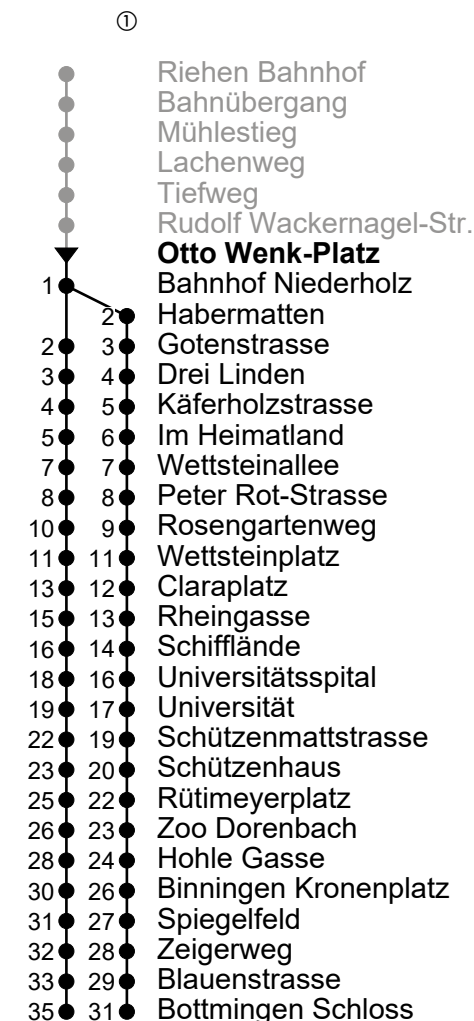 ①
Riehen Bahnhof
Bahnübergang
Mühlestieg
Lachenweg
Tiefweg
Rudolf Wackernagel-Str.
Otto Wenk-Platz
1 Bahnhof Niederholz
2 Habermatten
2 3 Gotenstrasse
3 4 Drei Linden
4 5 Käferholzstrasse
5 6 Im Heimatland
7 7 Wettsteinallee
8 8 Peter Rot-Strasse
10 9 Rosengartenweg
11 11 Wettsteinplatz
13 12 Claraplatz
15 13 Rheingasse
16 14 Schifflände
18 16 Universitätsspital
19 17 Universität
22 19 Schützenmattstrasse
23 20 Schützenhaus
25 22 Rütimeyerplatz
26 23 Zoo Dorenbach
28 24 Hohle Gasse
30 26 Binningen Kronenplatz
31 27 Spiegelfeld
32 28 Zeigerweg
33 29 Blauenstrasse
35 31 Bottmingen Schloss